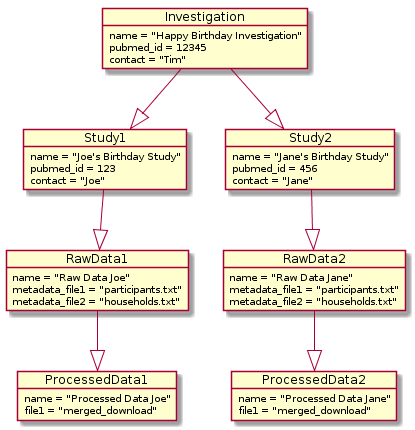 Investigation
name = "Happy Birthday Investigation"
pubmed_id = 12345
contact = "Tim"
Study1
name = "Joe's Birthday Study"
pubmed_id = 123
contact = "Joe"
Study2
name = "Jane's Birthday Study"
pubmed_id = 456
contact = "Jane"
RawData1
name = "Raw Data Joe"
metadata_file1 = "participants.txt"
metadata_file2 = "households.txt"
RawData2
name = "Raw Data Jane"
metadata_file1 = "participants.txt"
metadata_file2 = "households.txt"
ProcessedData1
name = "Processed Data Joe"
file1 = "merged_download"
ProcessedData2
name = "Processed Data Jane"
file1 = "merged_download"